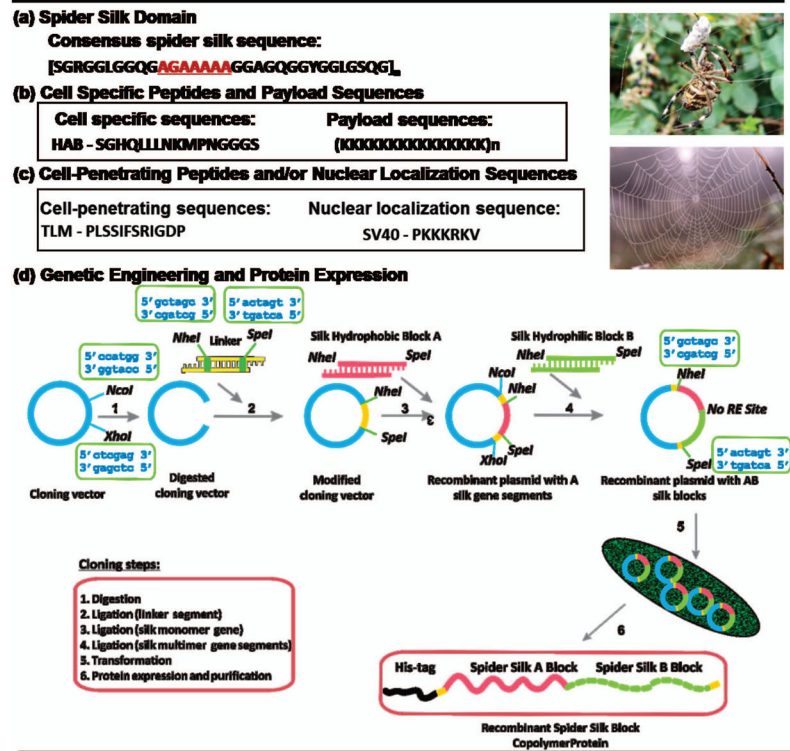 (a) Spider Silk Domain
Consensus spider silk sequence:
[SGRGGLGGQGAGAAAAAGGAGQGGYGGLGSQG]n
(b) Cell Specific Peptides and Payload Sequences
Cell specific sequences:
Payload sequences:
HAB – SGHQLLLNKMPNGGGS
(KKKKKKKKKKKKKKK)n
(c) Cell-Penetrating Peptides and/or Nuclear Localization Sequences
Cell-penetrating sequences:
Nuclear localization sequence:
TLM – PLSSIFSRIGDP
SV40 - PKKKRKV
(d) Genetic Engineering and Protein Expression
5' gctagc 3'
3' cgatcg 5'
5' actagt 3'
3' tgatca 5'
NheI
Linker
SpeI
Silk Hydrophobic Block A
NheI
SpeI
Silk Hydrophilic Block B
NheI
SpeI
5' gctagc 3'
3' cgatcg 5'
5' ccatgg 3'
3' ggtacc 5'
NcoI
XhoI
1
5' ctcgag 3'
3' gagctc 5'
2
NheI
SpeI
3
3
NcoI
NheI
SpeI
XhoI
4
NheI
No RE Site
SpeI
5' actagt 3'
3' tgatca 5'
Cloning vector
Digested
cloning vector
Modified
cloning vector
Recombinant plasmid with A
silk gene segments
Recombinant plasmid with AB
silk blocks
5
Cloning steps:
1. Digestion
2. Ligation (linker segment)
3. Ligation (silk monomer gene)
4. Ligation (silk multimer gene segments)
5. Transformation
6. Protein expression and purification
6
His-tag
Spider Silk A Block
Spider Silk B Block
Recombinant Spider Silk Block
CopolymerProtein